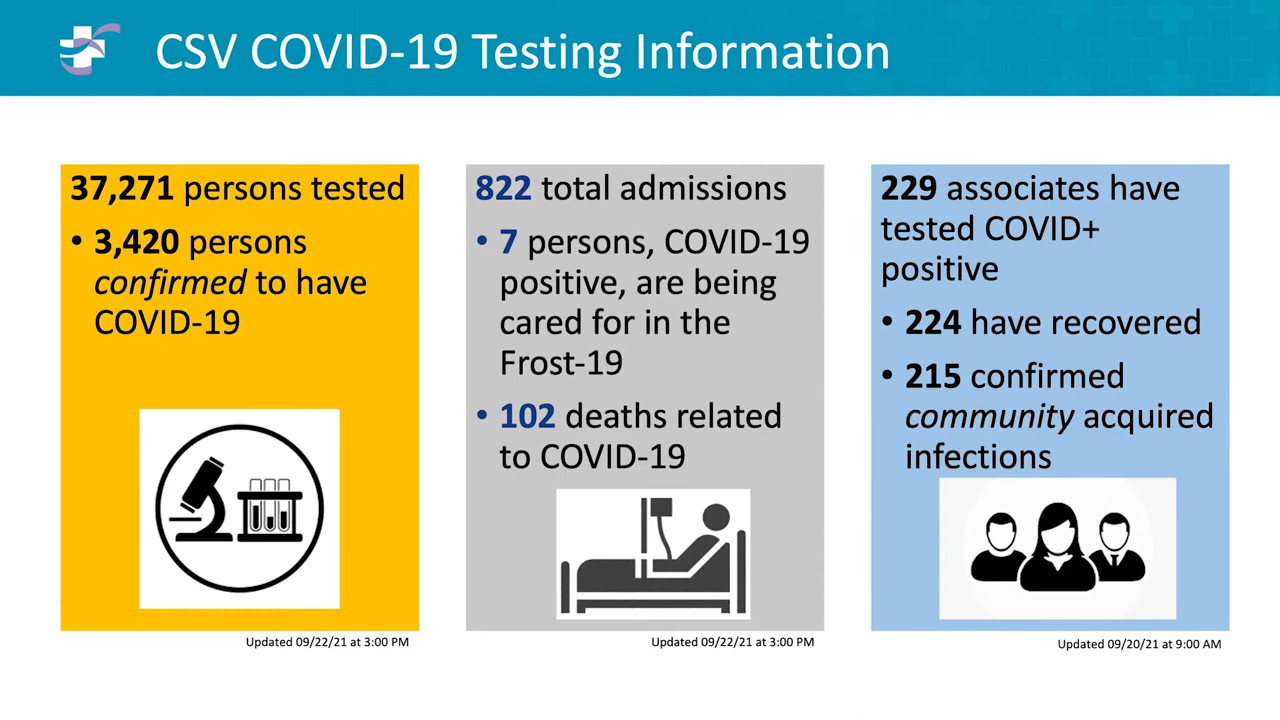 CSV COVID-19 Testing Information
37,271 persons tested
• 3,420 persons
confirmed to have
COVID-19
Updated 09/22/21 at 3:00 PM
822 total admissions
• 7 persons, COVID-19
positive, are being
cared for in the
Frost-19
• 102 deaths related
to COVID-19
Updated 09/22/21 at 3:00 PM
229 associates have
tested COVID+
positive
• 224 have recovered
• 215 confirmed
community acquired
infections
Updated 09/20/21 at 9:00 AM